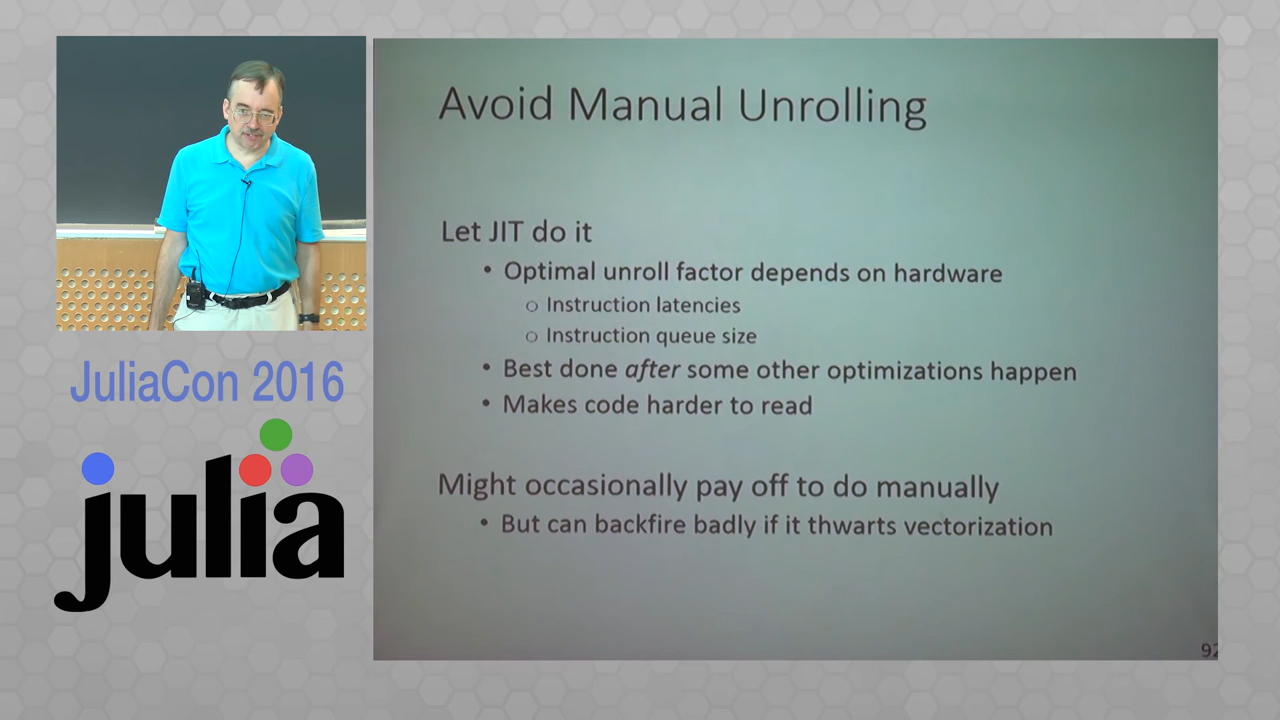 Avoid Manual Unrolling
Let JIT do it
• Optimal unroll factor depends on hardware
○ Instruction latencies
○ Instruction queue size
• Best done after some other optimizations happen
• Makes code harder to read
Might occasionally pay off to do manually
• But can backfire badly if it thwarts vectorization
92
JuliaCon 2016
julia